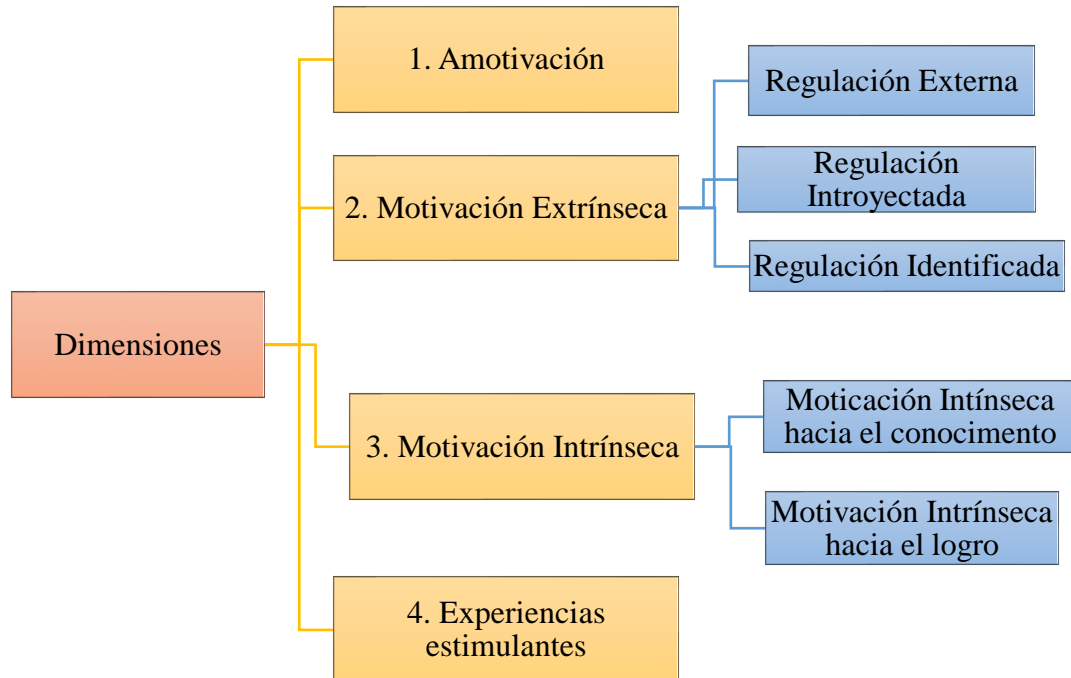 Dimensiones
1. Amotivación
2. Motivación Extrínseca
Regulación Externa
Regulación
Introyectada
Regulación Identificada
3. Motivación Intrínseca
Moticación Intínseca
hacia el conocimento
Motivación Intrínseca
hacia el logro
4. Experiencias
estimulantes